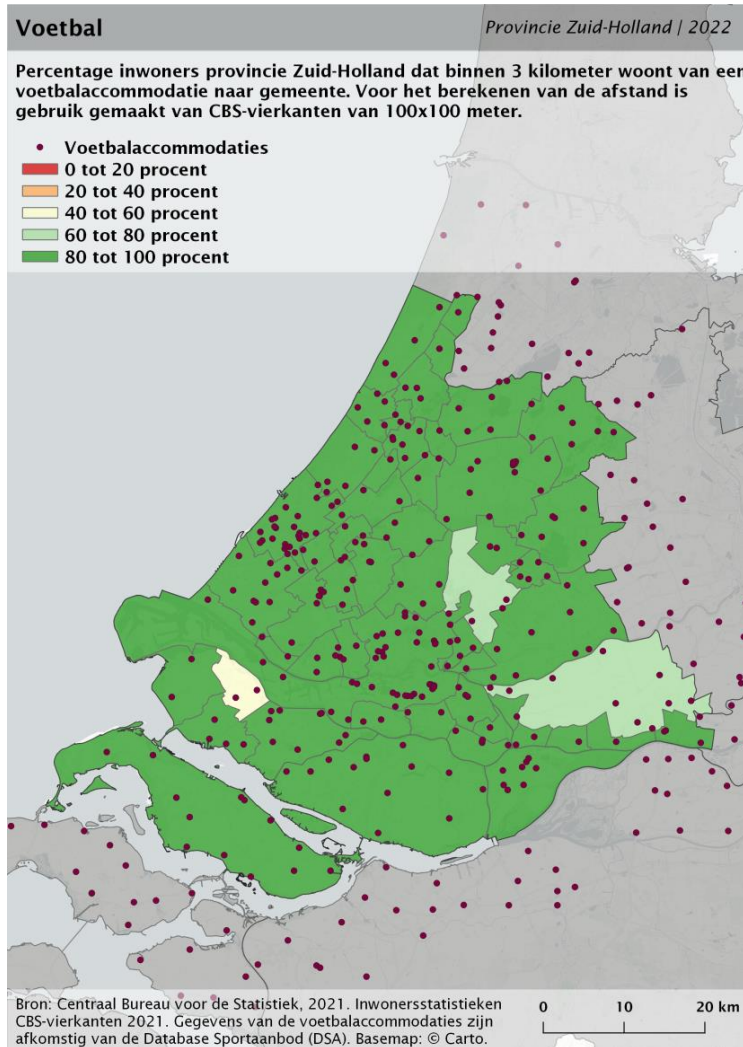 Voetbal
Provincie Zuid-Holland | 2022
Percentage inwoners provincie Zuid-Holland dat binnen 3 kilometer woont van een
voetbalaccommodatie naar gemeente. Voor het berekenen van de afstand is
gebruik gemaakt van CBS-vierkanten van 100x100 meter.
Voetbalaccommodaties
0 tot 20 procent
20 tot 40 procent
40 tot 60 procent
60 tot 80 procent
80 tot 100 procent
Bron: Centraal Bureau voor de Statistiek, 2021. Inwonersstatistieken
CBS-vierkanten 2021. Gegevens van de voetbalaccommodaties zijn
afkomstig van de Database Sportaanbod (DSA). Basemap: © Carto.
0 10 20 km